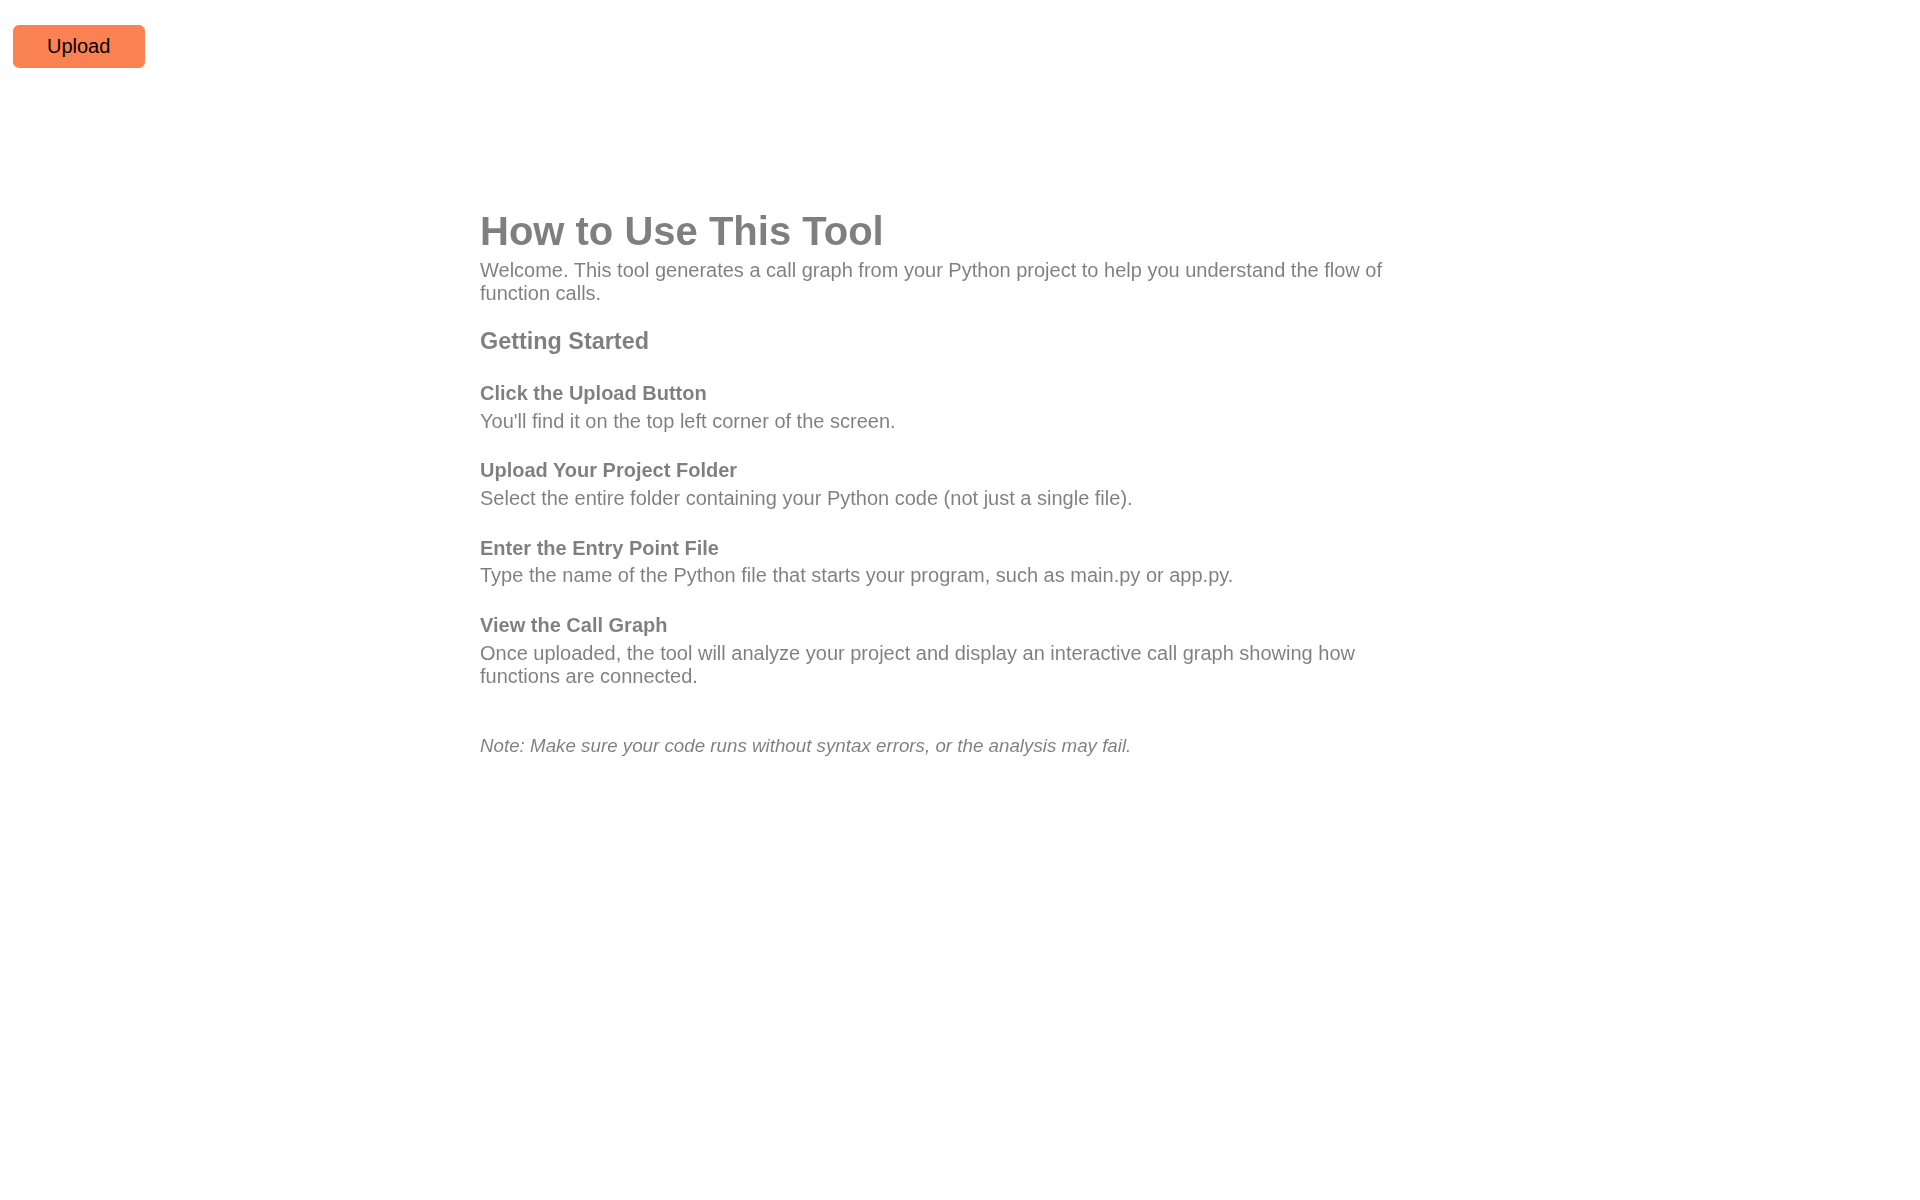 Upload
How to Use This Tool
Welcome. This tool generates a call graph from your Python project to help you understand the flow of
function calls.
Getting Started
Click the Upload Button
You'll find it on the top left corner of the screen.
Upload Your Project Folder
Select the entire folder containing your Python code (not just a single file).
Enter the Entry Point File
Type the name of the Python file that starts your program, such as main.py or app.py.
View the Call Graph
Once uploaded, the tool will analyze your project and display an interactive call graph showing how
functions are connected.
Note: Make sure your code runs without syntax errors, or the analysis may fail.